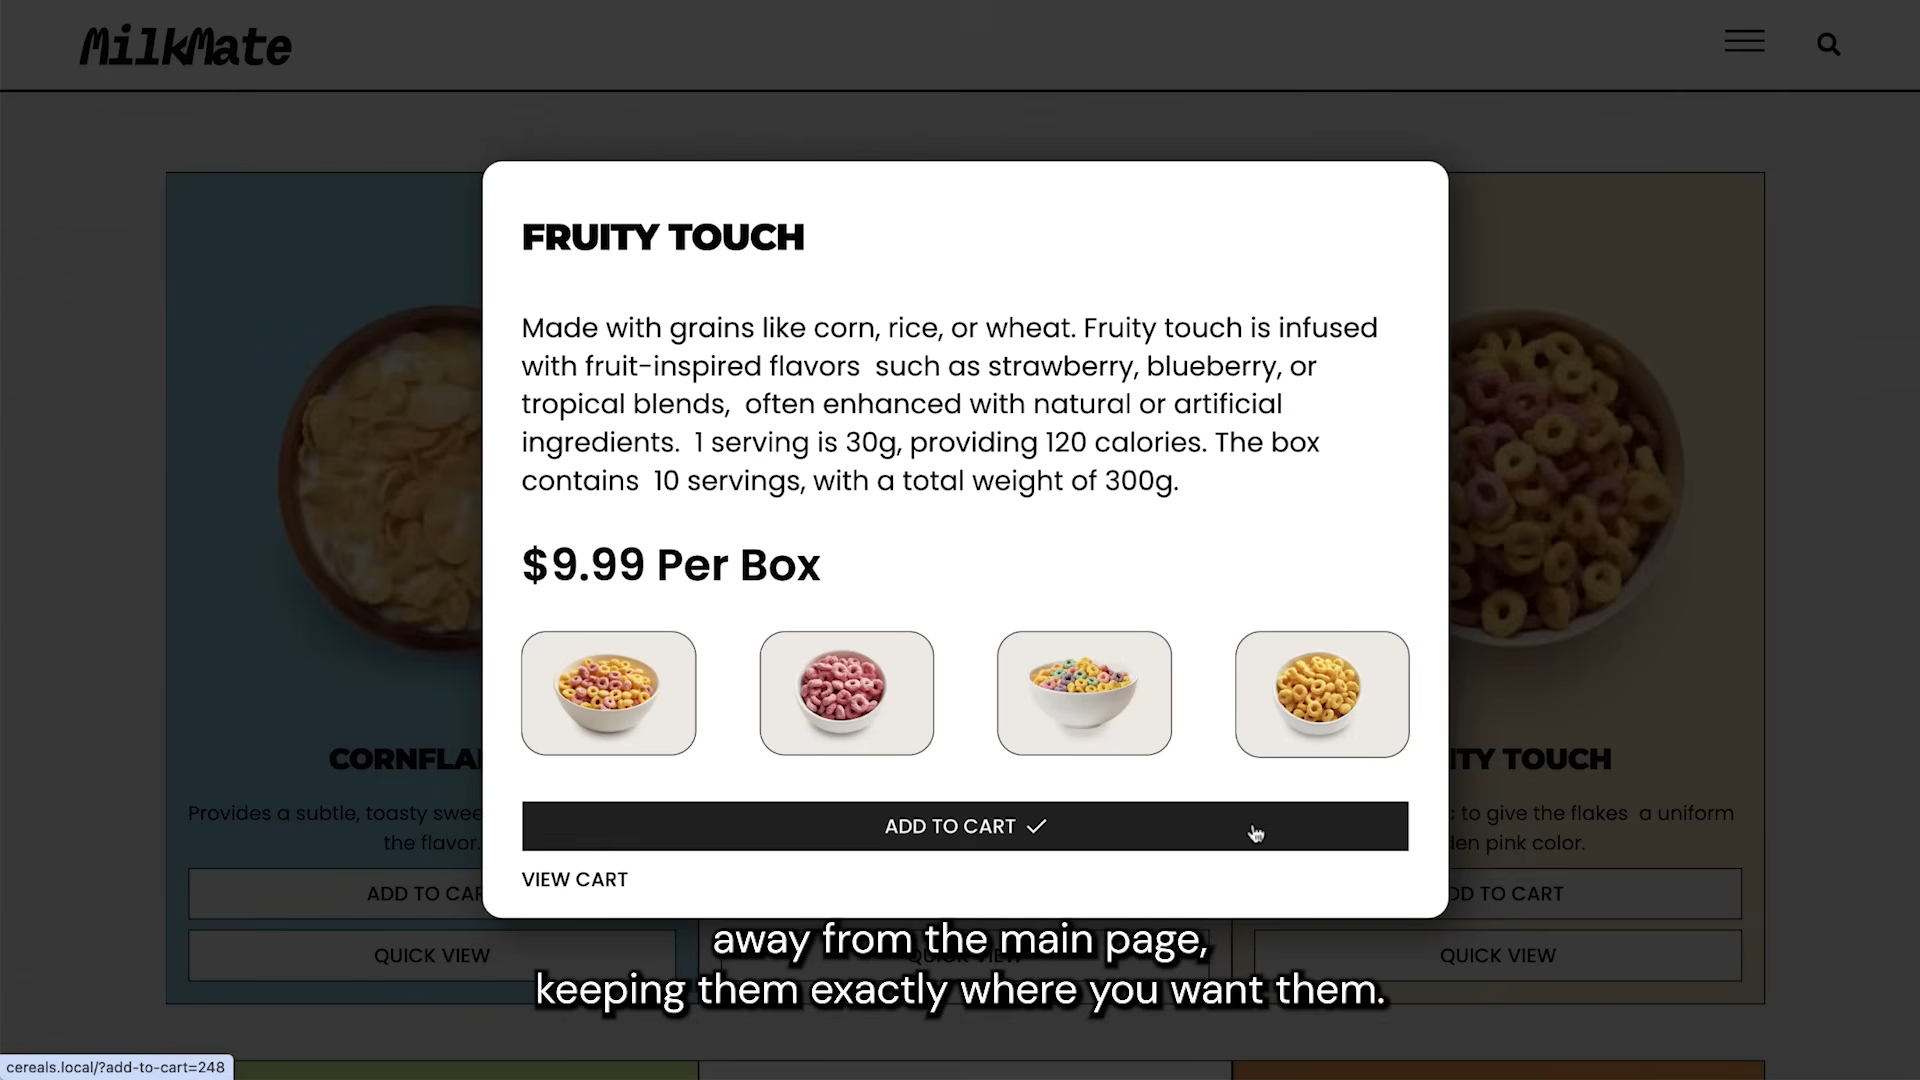 MilkMate
FRUITY TOUCH
Made with grains like corn, rice, or wheat. Fruity touch is infused
with fruit-inspired flavors such as strawberry, blueberry, or
tropical blends, often enhanced with natural or artificial
ingredients. 1 serving is 30g, providing 120 calories. The box
contains 10 servings, with a total weight of 300g.
$9.99 Per Box
ADD TO CART
VIEW CART
CORNFLA
Provides a subtle, toasty swee
the flavor.
ADD TO CAR
QUICK VIEW
QUICK VIEW
ITY TOUCH
to give the flakes a uniform
en pink color.
DD TO CART
QUICK VIEW
away from the main page,
keeping them exactly where you want them.
cereals.local/?add-to-cart=248